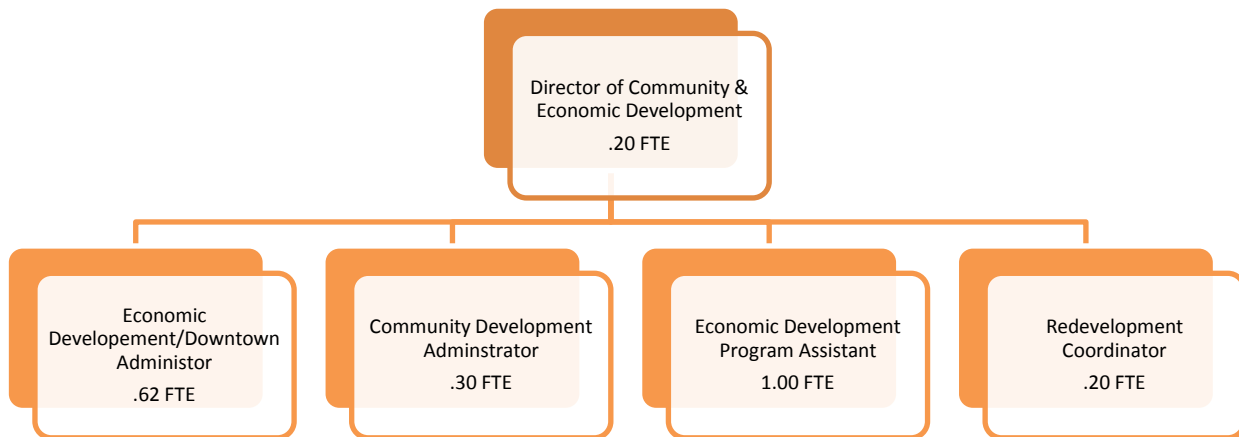 Director of Community &
Economic Development
.20 FTE
Economic
Developement/Downtown
Administor
.62 FTE
Community Development
Adminstrator
.30 FTE
Economic Development
Program Assistant
1.00 FTE
Redevelopment
Coordinator
.20 FTE